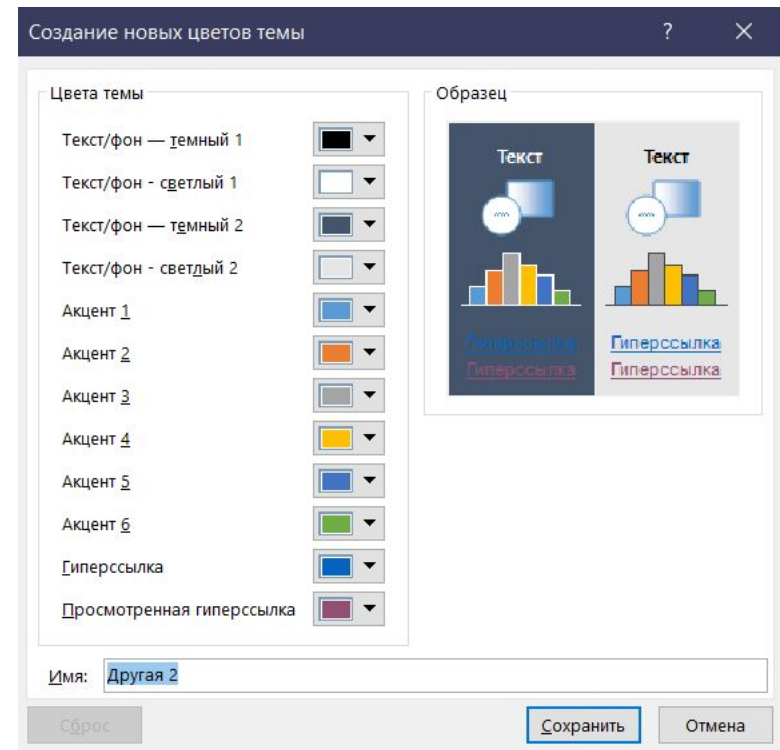 Создание новых цветов темы
Цвета темы
Текст/фон — темный 1
Текст/фон - светлый 1
Текст/фон — темный 2
Текст/фон - светлый 2
Акцент 1
Акцент 2
Акцент 3
Акцент 4
Акцент 5
Акцент 6
Гиперссылка
Просмотренная гиперссылка
Образец
Текст Текст
Гиперссылка Гиперссылка
Гиперссылка Гиперссылка
Имя: Другая 2
Сброс Сохранить Отмена